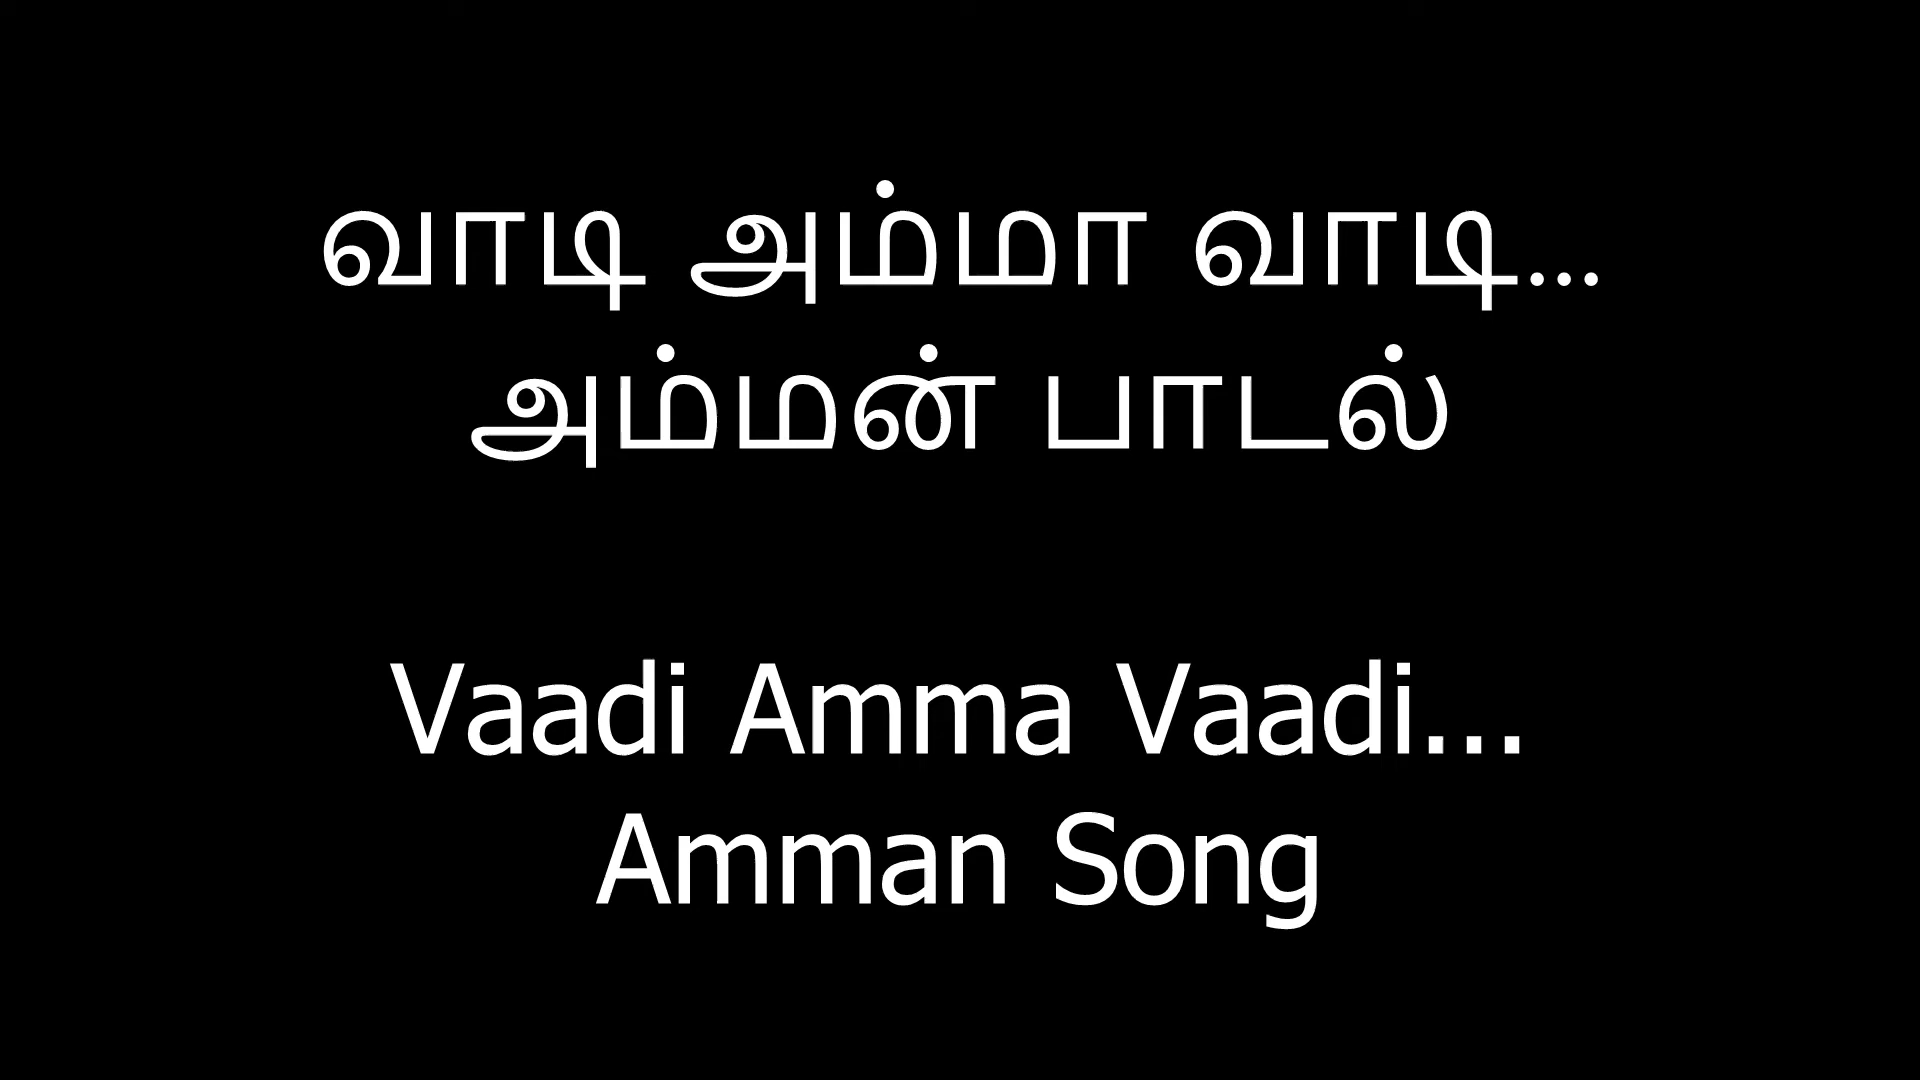 வாடி அம்மா வாடி...
அம்மன் பாடல்
Vaadi Amma Vaadi...
Amman Song